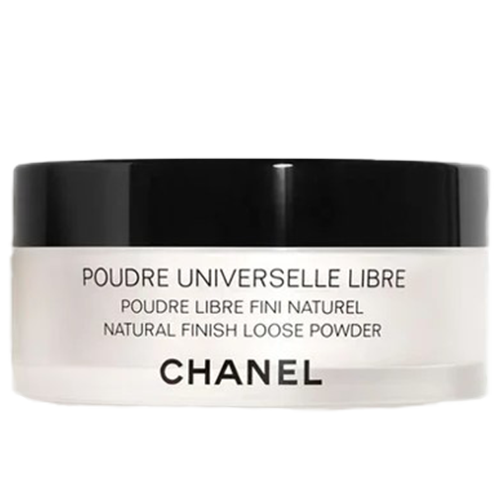 POUDRE UNIVERSELLE LIBRE
POUDRE LIBRE FINI NATUREL
NATURAL FINISH LOOSE POWDER
CHANEL